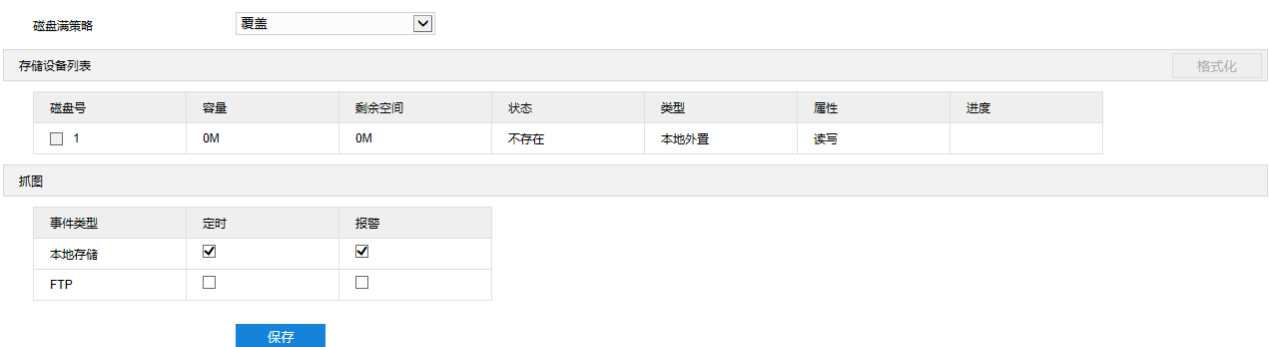 磁盘满策略 覆盖
存储设备列表 格式化
磁盘号 容量 剩余空间 状态 类型 属性 进度
1 0M 0M 不存在 本地外置 读写
抓图
事件类型 定时 报警
本地存储
FTP
保存